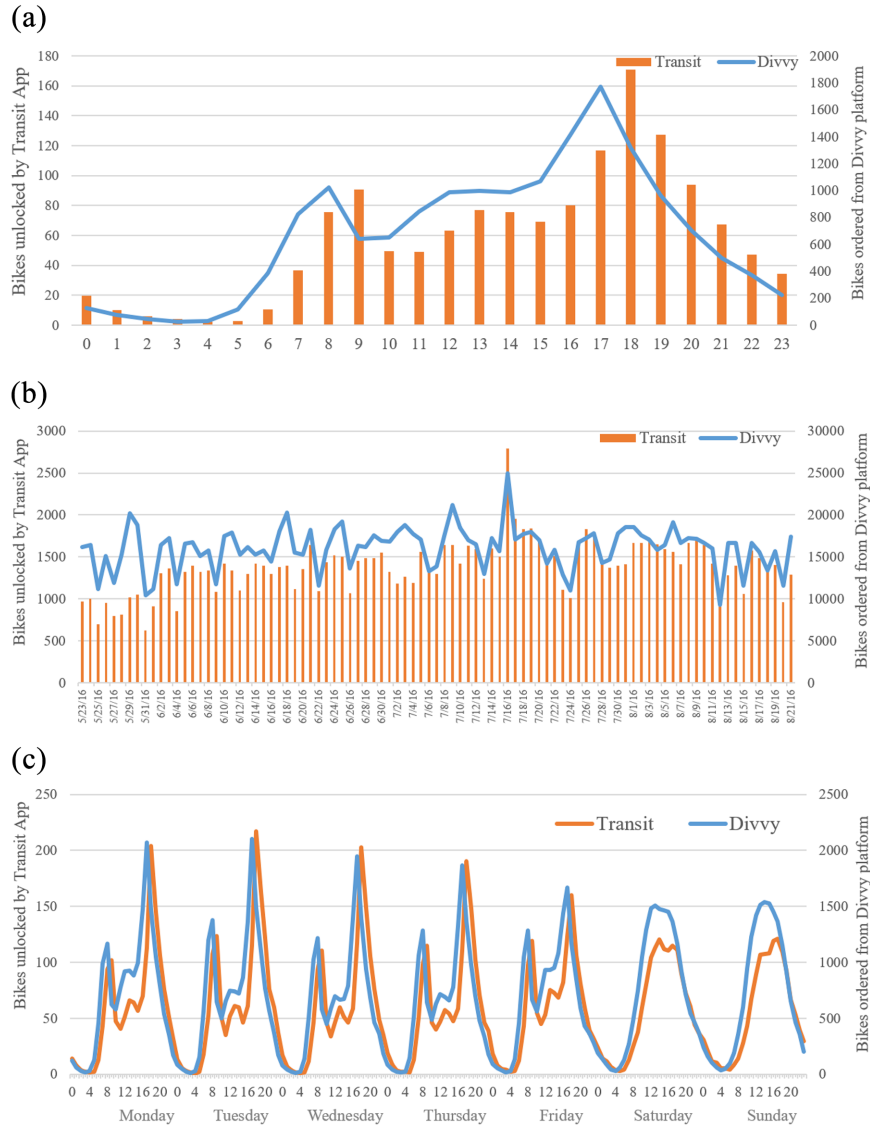 (a)
Bikes unlocked by Transit App
Bikes ordered from Divvy platform
Transit Divvy
180 2000
160 1800
140 1600
120 1400
100 1200
80 1000
60 800
40 600
20 400
0 200
0
0 1 2 3 4 5 6 7 8 9 10 11 12 13 14 15 16 17 18 19 20 21 22 23
(b)
Bikes unlocked by Transit App
Bikes ordered from Divvy platform
Transit Divvy
3000 30000
2500 25000
2000 20000
1500 15000
1000 10000
500 5000
0 0
5/23/16 5/25/16 5/27/16 5/29/16 5/31/16 6/2/16 6/4/16 6/6/16 6/8/16 6/10/16 6/12/16 6/14/16 6/16/16 6/18/16 6/20/16 6/22/16 6/24/16 6/26/16 6/28/16 6/30/16 7/2/16 7/4/16 7/6/16 7/8/16 7/10/16 7/12/16 7/14/16 7/16/16 7/18/16 7/20/16 7/22/16 7/24/16 7/26/16 7/28/16 7/30/16 8/1/16 8/3/16 8/5/16 8/7/16 8/9/16 8/11/16 8/13/16 8/15/16 8/17/16 8/19/16 8/21/16
(c)
Bikes unlocked by Transit App
Bikes ordered from Divvy platform
Transit Divvy
250 2500
200 2000
150 1500
100 1000
50 500
0 0
0 4 8 12 16 20 0 4 8 12 16 20 0 4 8 12 16 20 0 4 8 12 16 20 0 4 8 12 16 20 0 4 8 12 16 20 0 4 8 12 16 20
Monday Tuesday Wednesday Thursday Friday Saturday Sunday